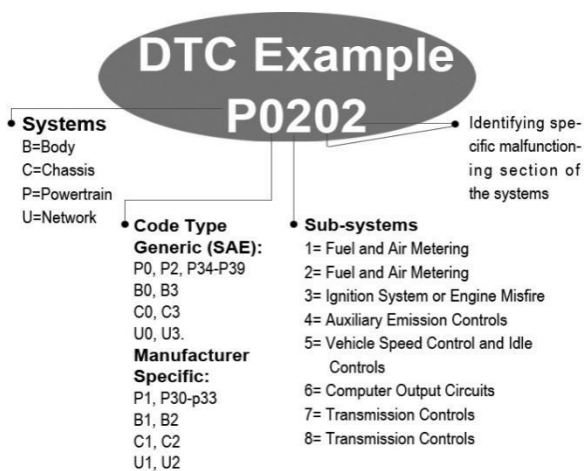 DTC Example
P0202
Systems
B=Body
C=Chassis
P=Powertrain
U=Network
Identifying spe-
cific malfunction-
ing section of
the systems
Code Type
Generic (SAE):
P0, P2, P34-P39
B0, B3
C0, C3
U0, U3.
Manufacturer
Specific:
P1, P30-p33
B1, B2
C1, C2
U1, U2
Sub-systems
1= Fuel and Air Metering
2= Fuel and Air Metering
3= Ignition System or Engine Misfire
4= Auxiliary Emission Controls
5= Vehicle Speed Control and Idle
Controls
6= Computer Output Circuits
7= Transmission Controls
8= Transmission Controls